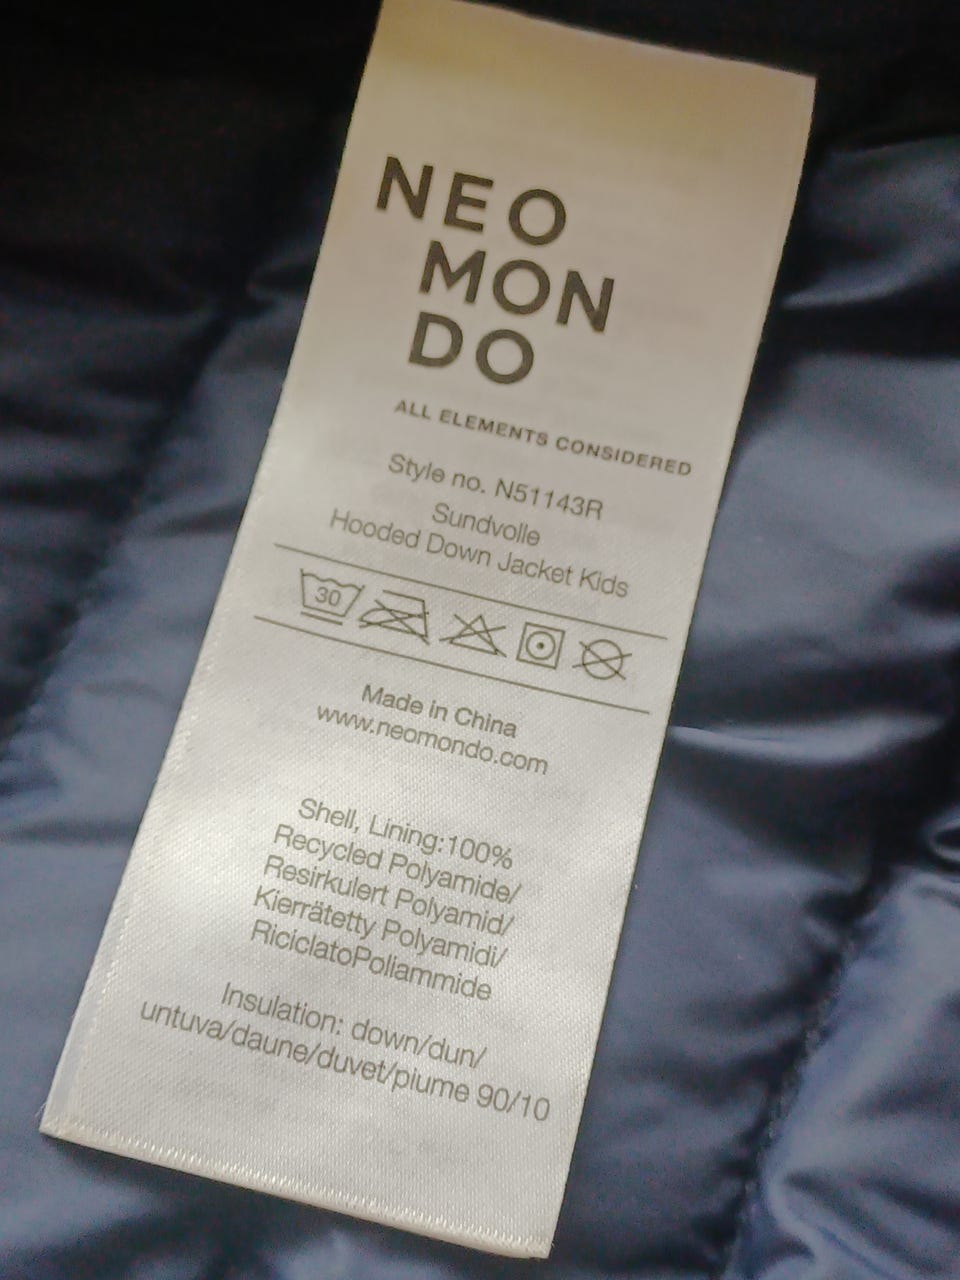 NEO
MON
DO
ALL ELEMENTS CONSIDERED
Style no. N51143R
Sundvolle
Hooded Down Jacket Kids
30
Made in China
www.neomondo.com
Shell, Lining:100%
Recycled Polyamide/
Resirkulert Polyamid/
Kierrätetty Polyamidi/
RiciclatoPoliammide
Insulation: down/dun/
untuva/daune/duvet/piume 90/10